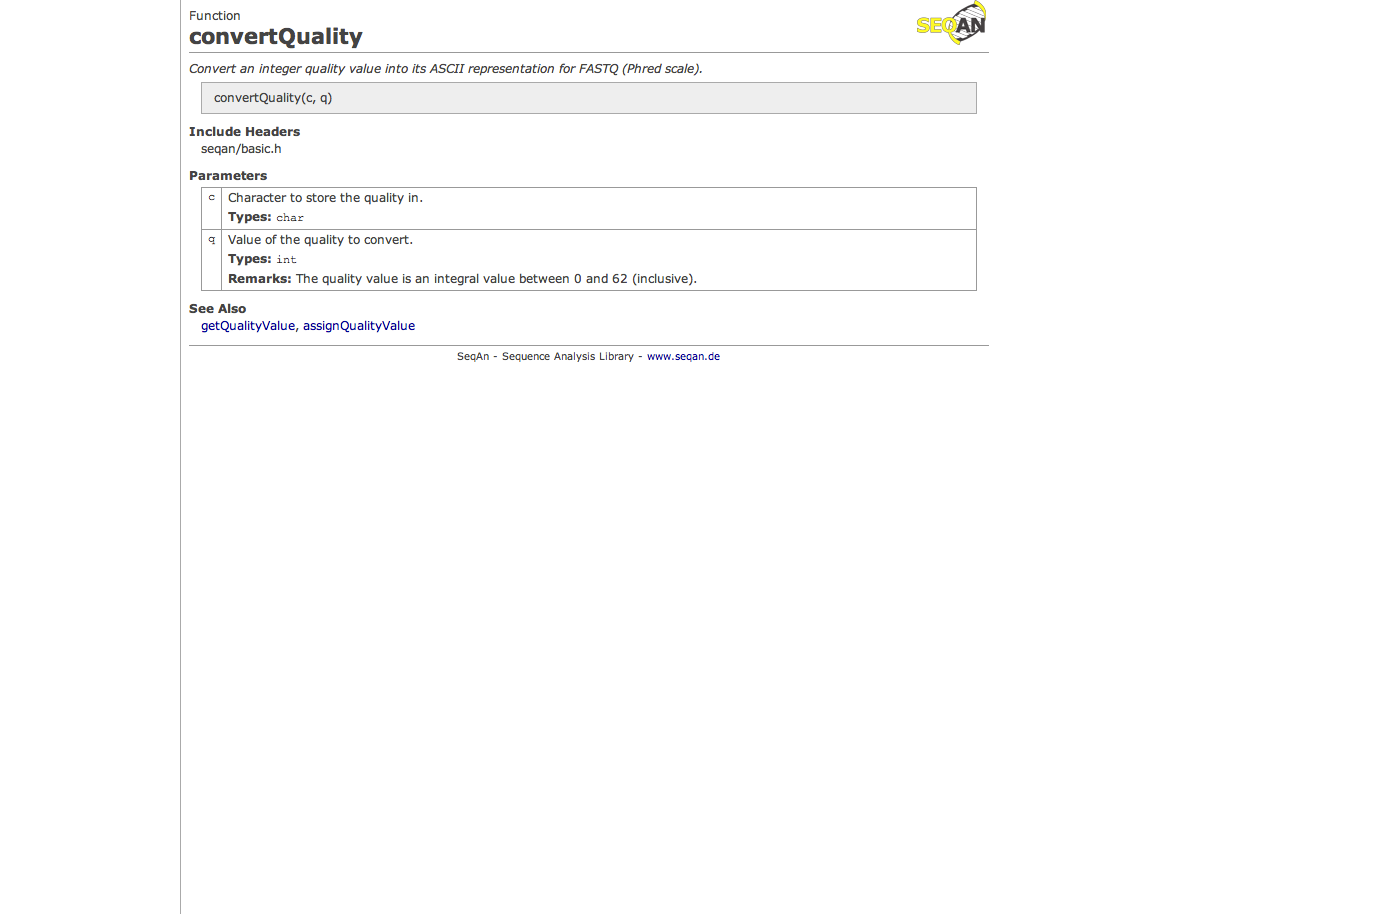 Function
SEQAN
convertQuality
Convert an integer quality value into its ASCII representation for FASTQ (Phred scale).
convertQuality(c, q)
Include Headers
seqan/basic.h
Parameters
c Character to store the quality in.
Types: char
q Value of the quality to convert.
Types: int
Remarks: The quality value is an integral value between 0 and 62 (inclusive).
See Also
getQualityValue, assignQualityValue
SeqAn - Sequence Analysis Library - www.seqan.de